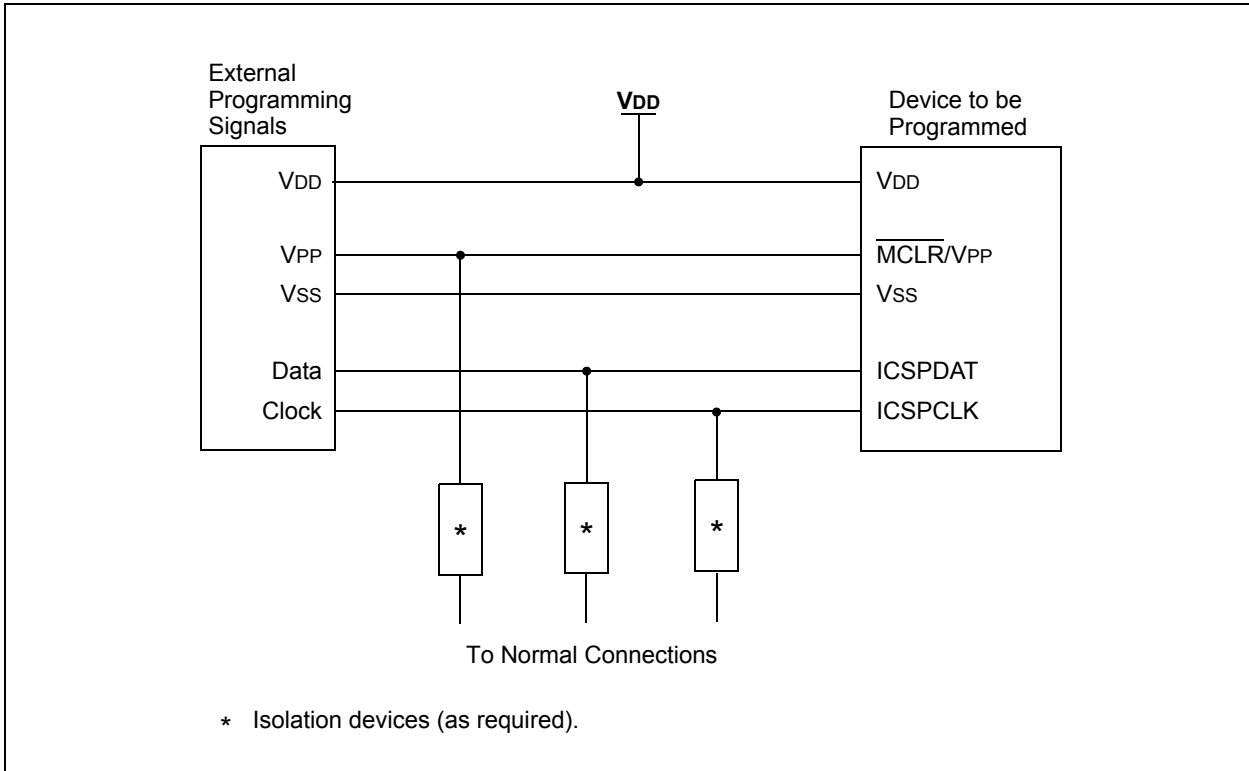 External
Programming
Signals
VDD
Device to be
Programmed
VDD
VDD
VPP
MCLR/VPP
VSS
VSS
Data
ICSPDAT
Clock
ICSPCLK
* * *
To Normal Connections
* Isolation devices (as required).